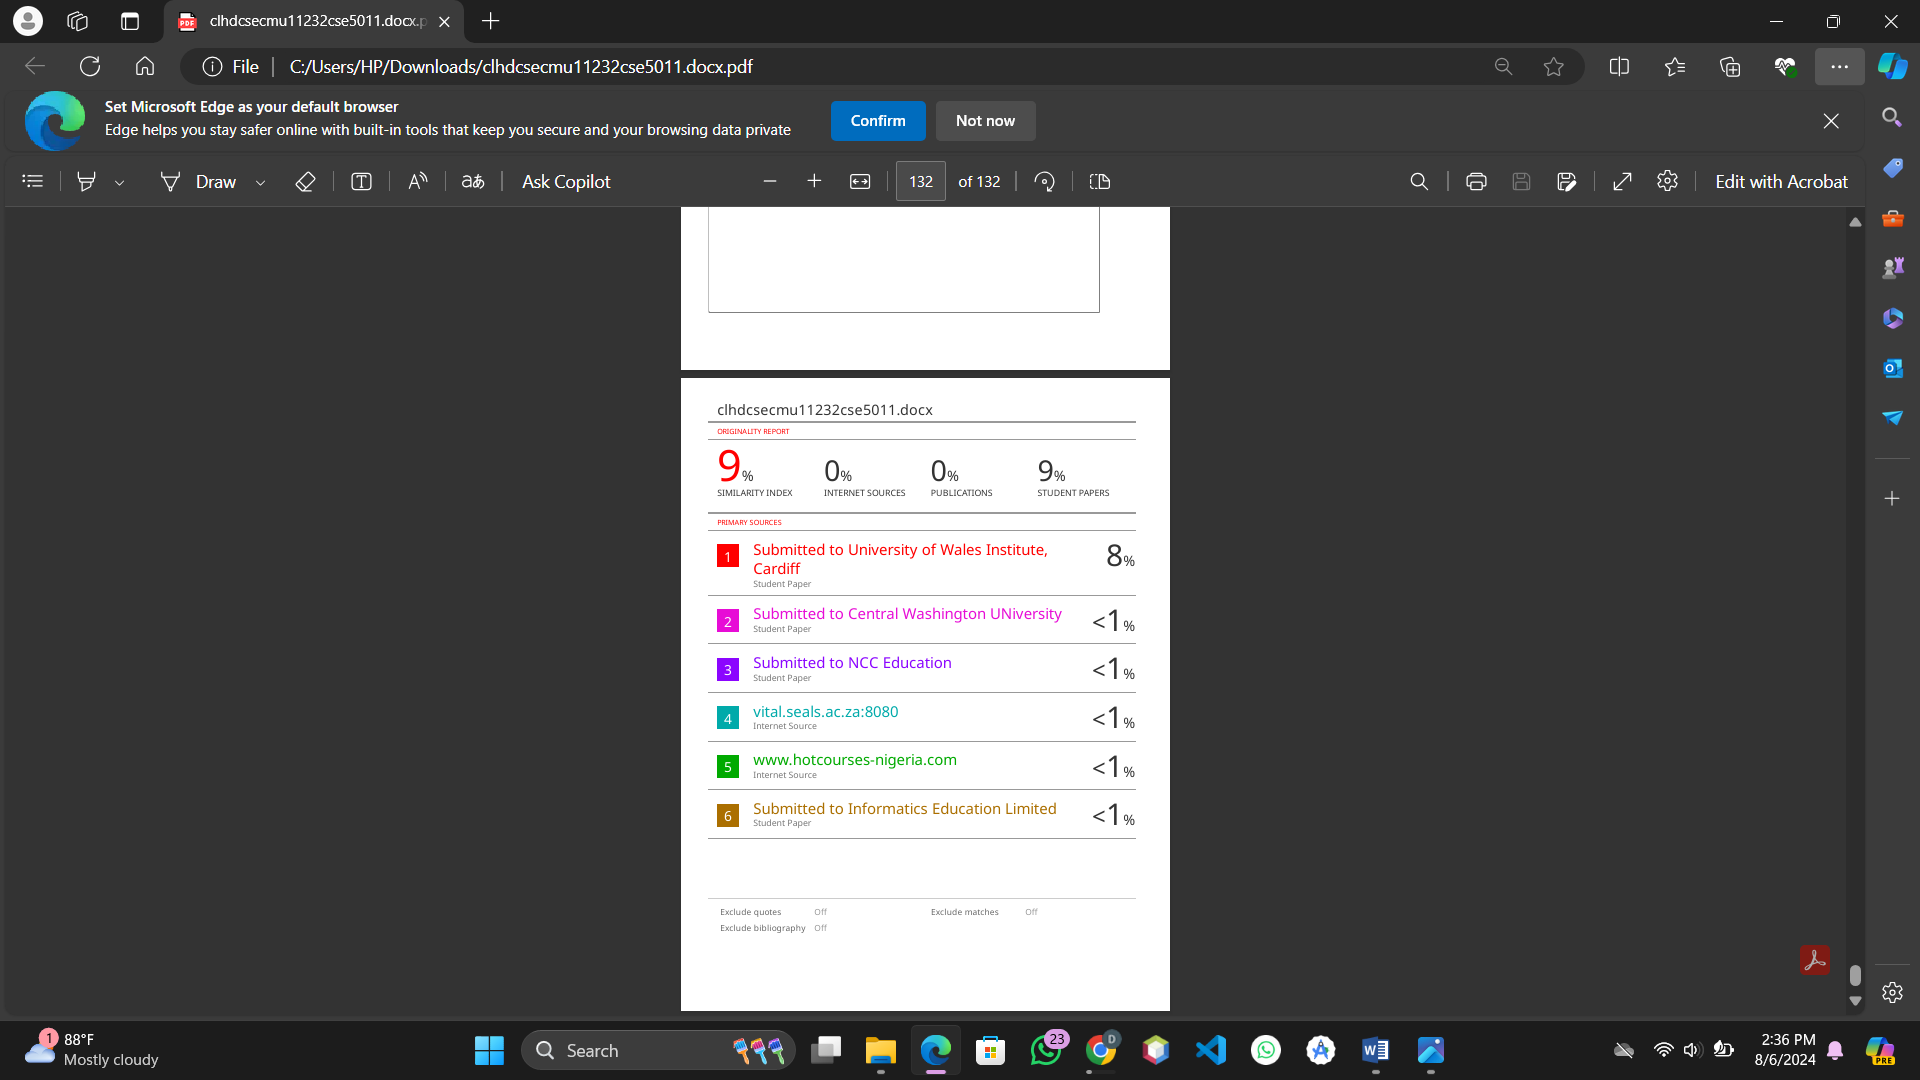 clhdcsecmu11232cse5011.docx.p
File
C:/Users/HP/Downloads/clhdcsecmu11232cse5011.docx.pdf
Set Microsoft Edge as your default browser
Edge helps you stay safer online with built-in tools that keep you secure and your browsing data private
Confirm
Not now
Draw
Ask Copilot
132
of 132
Edit with Acrobat
clhdcsecmu11232cse5011.docx
ORIGINALITY REPORT
9%
0%
0%
9%
SIMILARITY INDEX
INTERNET SOURCES
PUBLICATIONS
STUDENT PAPERS
PRIMARY SOURCES
1
Submitted to University of Wales Institute,
Cardiff
Student Paper
8%
2
Submitted to Central Washington UNiversity
Student Paper
<1%
3
Submitted to NCC Education
Student Paper
<1%
4
vital.seals.ac.za:8080
Internet Source
<1%
5
www.hotcourses-nigeria.com
Internet Source
<1%
6
Submitted to Informatics Education Limited
Student Paper
<1%
Exclude quotes Off
Exclude matches Off
Exclude bibliography Off
1
88°F
Mostly cloudy
Search
23
D
2:36 PM
8/6/2024
PRE